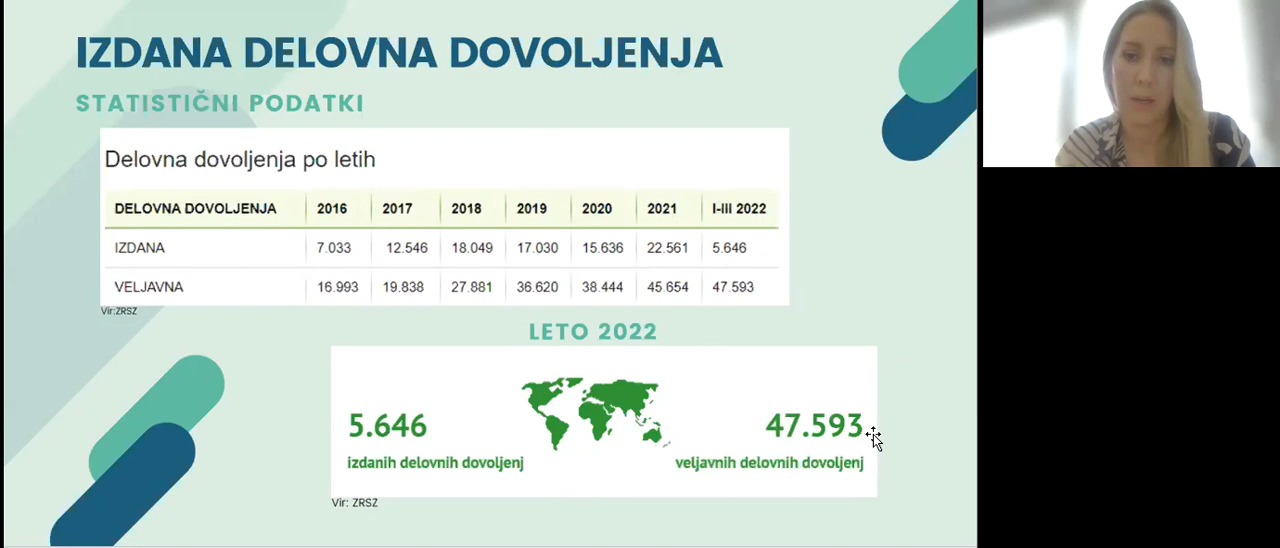 IZDANA DELOVNA DOVOLJENJA
STATISTIČNI PODATKI
Delovna dovoljenja po letih
DELOVNA DOVOLJENJA 2016 2017 2018 2019 2020 2021 I-III 2022
IZDANA 7.033 12.546 18.049 17.030 15.636 22.561 5.646
VELJAVNA 16.993 19.838 27.881 36.620 38.444 45.654 47.593
Vir:ZRSZ
LETO 2022
5.646 47.593
izdanih delovnih dovoljenj veljavnih delovnih dovoljenj
Vir: ZRSZ